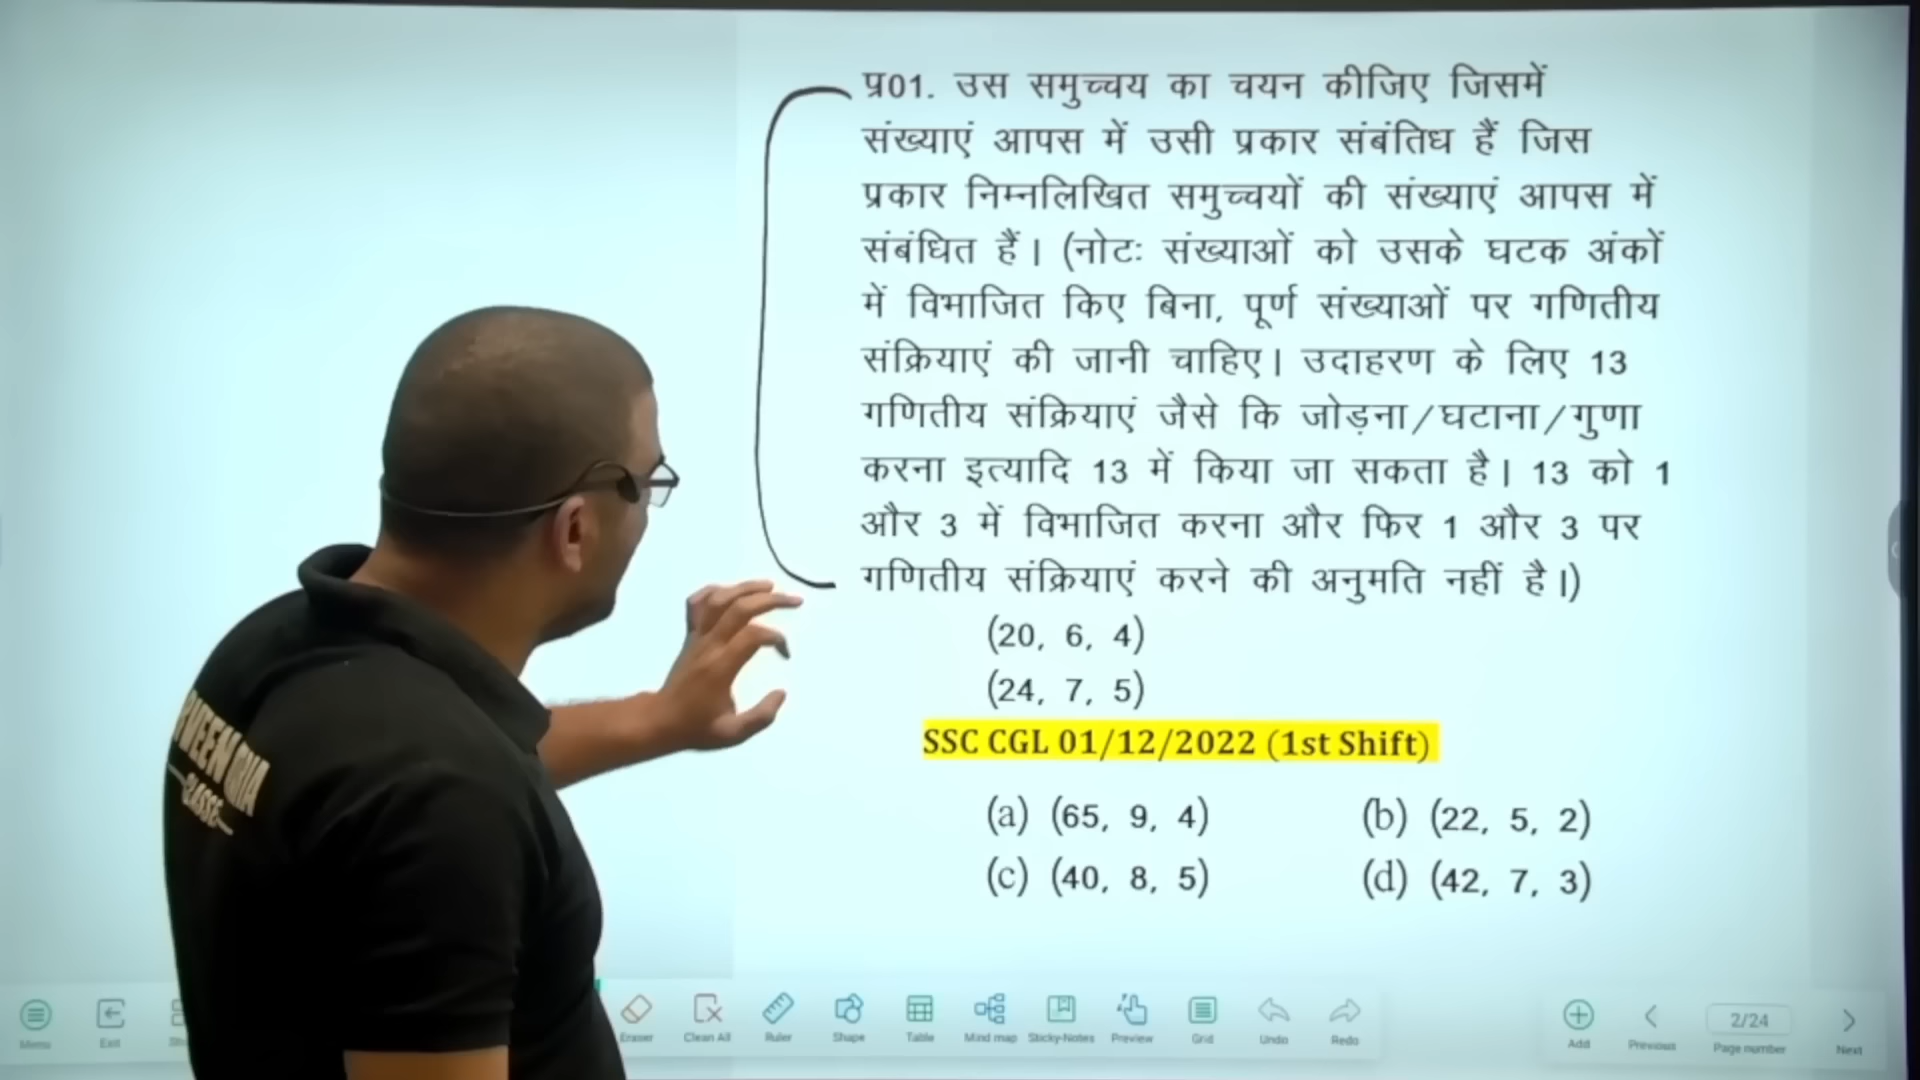 प्र01. उस समुच्चय का चयन कीजिए जिसमें
संख्याएं आपस में उसी प्रकार संबंतिध हैं जिस
प्रकार निम्नलिखित समुच्चयों की संख्याएं आपस में
संबंधित हैं। (नोटः संख्याओं को उसके घटक अंकों
में विभाजित किए बिना, पूर्ण संख्याओं पर गणितीय
संक्रियाएं की जानी चाहिए। उदाहरण के लिए 13
गणितीय संक्रियाएं जैसे कि जोड़ना/घटाना/गुणा
करना इत्यादि 13 में किया जा सकता है। 13 को 1
और 3 में विभाजित करना और फिर 1 और 3 पर
गणितीय संक्रियाएं करने की अनुमति नहीं है।)
(20, 6, 4)
(24, 7, 5)
SSC CGL 01/12/2022 (1st Shift)
(a) (65, 9, 4) (b) (22, 5, 2)
(c) (40, 8, 5) (d) (42, 7, 3)
Menu Exit Eraser Clean All Ruler Shape Table Mind map Sticky-Notes Preview Grid Undo Redo Add Previous 2/24 Page number Next